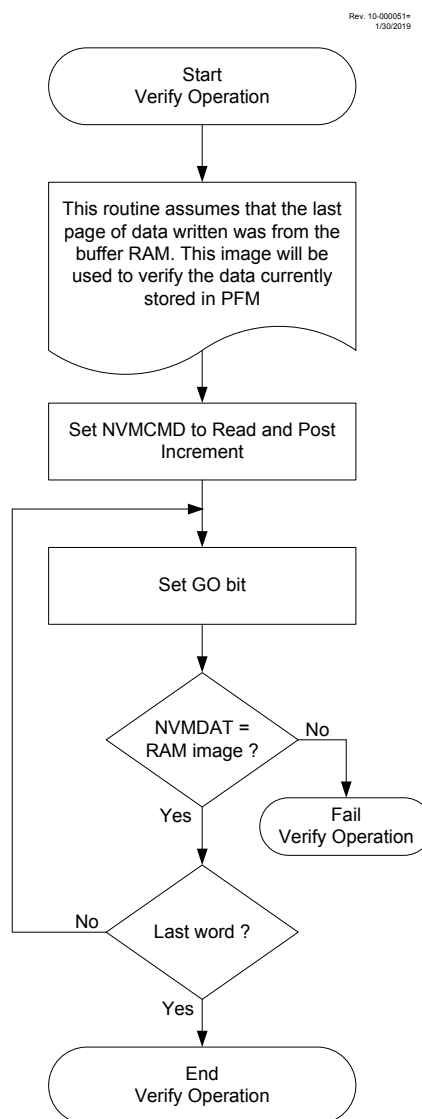 Rev. 10-000051=
1/30/2019
Start
Verify Operation
This routine assumes that the last
page of data written was from the
buffer RAM. This image will be
used to verify the data currently
stored in PFM
Set NVMCMD to Read and Post
Increment
Set GO bit
NVMDAT =
RAM image ?
No
Yes
Fail
Verify Operation
No
Last word ?
Yes
End
Verify Operation